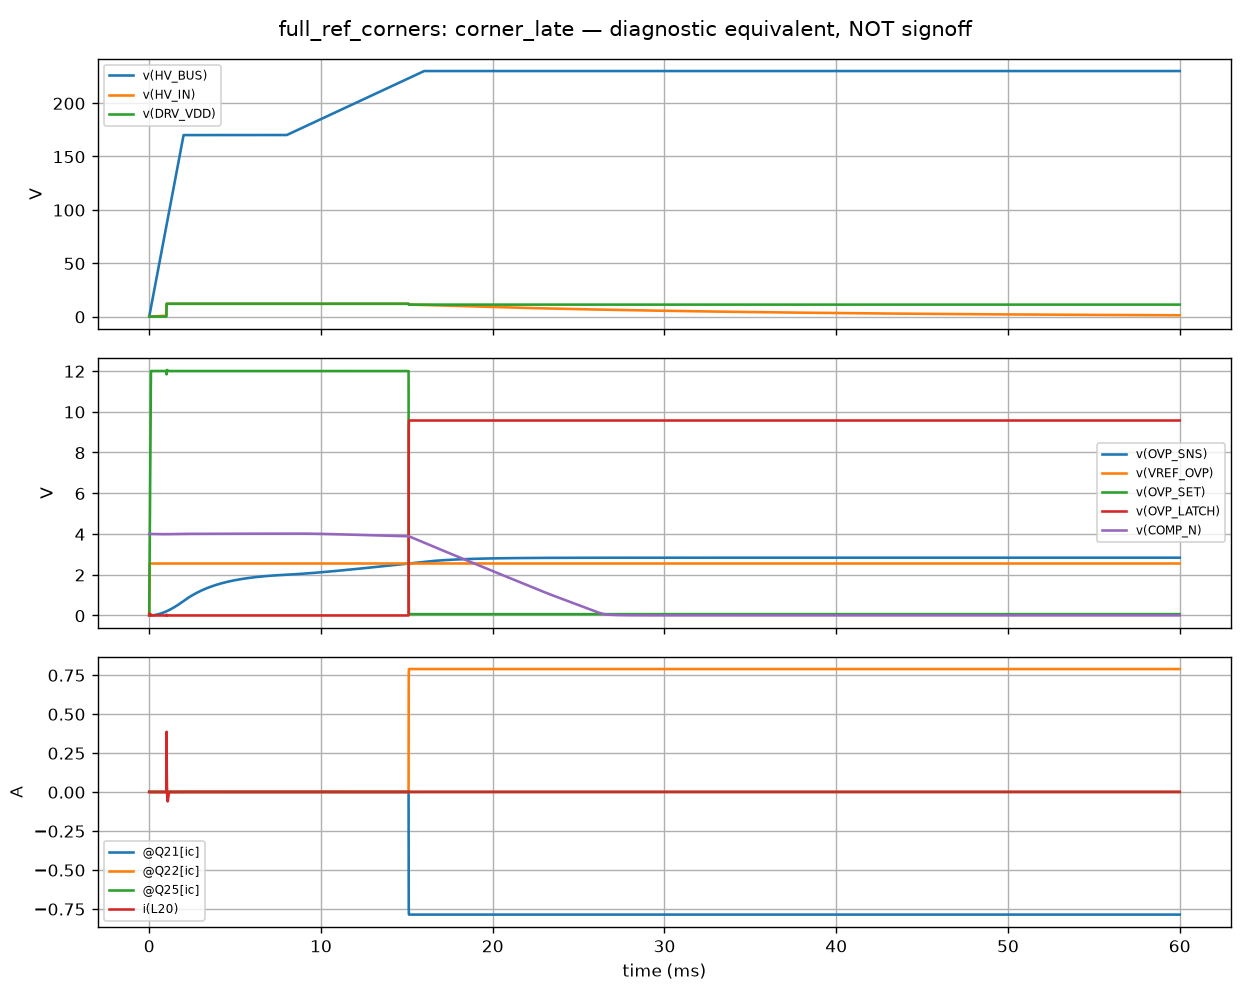 full_ref_corners: corner_late — diagnostic equivalent, NOT signoff
v(HV_BUS)
v(HV_IN)
v(DRV_VDD)
200
150
100
50
0
V
12
10
8
6
4
2
0
V
v(OVP_SNS)
v(VREF_OVP)
v(OVP_SET)
v(OVP_LATCH)
v(COMP_N)
0.75
0.50
0.25
0.00
−0.25
−0.50
−0.75
A
@Q21[ic]
@Q22[ic]
@Q25[ic]
i(L20)
0
10
20
30
40
50
60
time (ms)